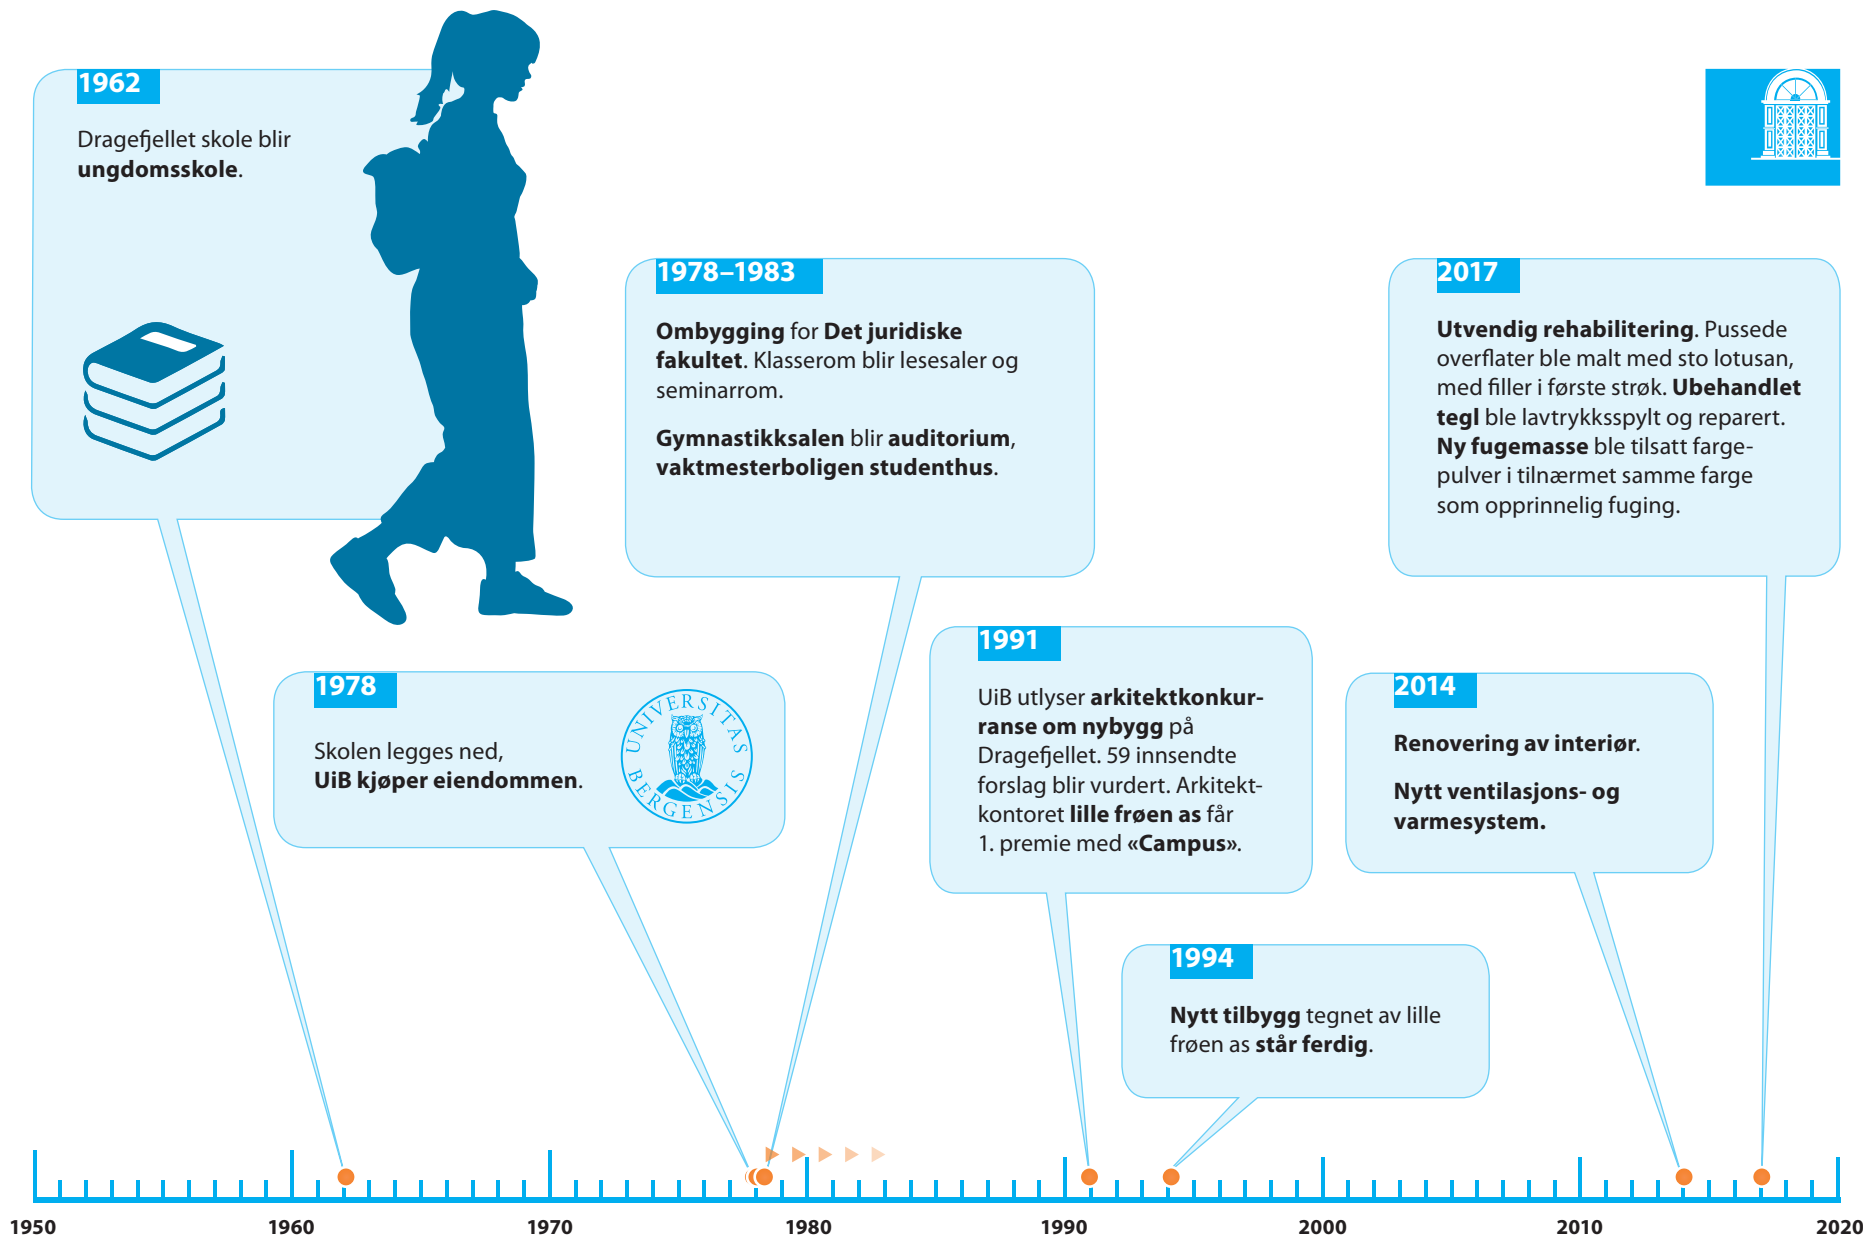 1962
Dragefjellet skole blir
ungdomsskole.
1978
Skolen legges ned,
UiB kjøper eiendommen.
UNIVERSITAS
BERGENSIS
1978–1983
Ombygging for Det juridiske
fakultet. Klasserom blir lesesaler og
seminarrom.
Gymnastikksalen blir auditorium,
vaktmesterboligen studenthus.
1991
UiB utlyser arkitektkonkur-
ranse om nybygg på
Dragefjellet. 59 innsendte
forslag blir vurdert. Arkitekt-
kontoret lille frøen as får
1. premie med «Campus».
1994
Nytt tilbygg tegnet av lille
frøen as står ferdig.
2014
Renovering av interiør.
Nytt ventilasjons- og
varmesystem.
2017
Utvendig rehabilitering. Pussede
overflater ble malt med sto lotusan,
med filler i første strøk. Ubehandlet
tegl ble lavtrykksspylt og reparert.
Ny fugemasse ble tilsatt farge-
pulver i tilnærmet samme farge
som opprinnelig fuging.
1950 1960 1970 1980 1990 2000 2010 2020